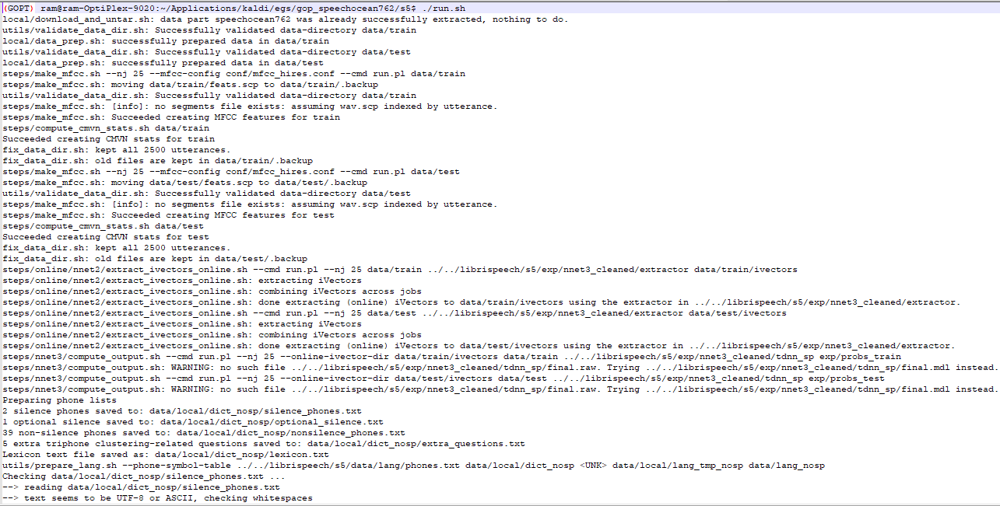 (GOPT) ram@ram-OptiPlex-9020:~/Applications/kaldi/egs/gop_speechocean762/s5$ ./run.sh
local/download_and_untar.sh: data part speechocean762 was already successfully extracted, nothing to do.
utils/validate_data_dir.sh: Successfully validated data-directory data/train
local/data_prep.sh: successfully prepared data in data/train
utils/validate_data_dir.sh: Successfully validated data-directory data/test
local/data_prep.sh: successfully prepared data in data/test
steps/make_mfcc.sh --nj 25 --mfcc-config conf/mfcc_hires.conf --cmd run.pl data/train
steps/make_mfcc.sh: moving data/train/feats.scp to data/train/.backup
utils/validate_data_dir.sh: Successfully validated data-directory data/train
steps/make_mfcc.sh: [info]: no segments file exists: assuming wav.scp indexed by utterance.
steps/make_mfcc.sh: Succeeded creating MFCC features for train
steps/compute_cmvn_stats.sh data/train
Succeeded creating CMVN stats for train
fix_data_dir.sh: kept all 2500 utterances.
fix_data_dir.sh: old files are kept in data/train/.backup
steps/make_mfcc.sh --nj 25 --mfcc-config conf/mfcc_hires.conf --cmd run.pl data/test
steps/make_mfcc.sh: moving data/test/feats.scp to data/test/.backup
utils/validate_data_dir.sh: Successfully validated data-directory data/test
steps/make_mfcc.sh: [info]: no segments file exists: assuming wav.scp indexed by utterance.
steps/make_mfcc.sh: Succeeded creating MFCC features for test
steps/compute_cmvn_stats.sh data/test
Succeeded creating CMVN stats for test
fix_data_dir.sh: kept all 2500 utterances.
fix_data_dir.sh: old files are kept in data/test/.backup
steps/online/nnet2/extract_ivectors_online.sh --cmd run.pl --nj 25 data/train ../../librispeech/s5/exp/nnet3_cleaned/extractor data/train/ivectors
steps/online/nnet2/extract_ivectors_online.sh: extracting iVectors
steps/online/nnet2/extract_ivectors_online.sh: combining iVectors across jobs
steps/online/nnet2/extract_ivectors_online.sh: done extracting (online) iVectors to data/train/ivectors using the extractor in ../../librispeech/s5/exp/nnet3_cleaned/extractor.
steps/online/nnet2/extract_ivectors_online.sh --cmd run.pl --nj 25 data/test ../../librispeech/s5/exp/nnet3_cleaned/extractor data/test/ivectors
steps/online/nnet2/extract_ivectors_online.sh: extracting iVectors
steps/online/nnet2/extract_ivectors_online.sh: combining iVectors across jobs
steps/online/nnet2/extract_ivectors_online.sh: done extracting (online) iVectors to data/test/ivectors using the extractor in ../../librispeech/s5/exp/nnet3_cleaned/extractor.
steps/nnet3/compute_output.sh --cmd run.pl --nj 25 --online-ivector-dir data/train/ivectors data/train ../../librispeech/s5/exp/nnet3_cleaned/tdnn_sp exp/probs_train
steps/nnet3/compute_output.sh: WARNING: no such file ../../librispeech/s5/exp/nnet3_cleaned/tdnn_sp/final.raw. Trying ../../librispeech/s5/exp/nnet3_cleaned/tdnn_sp/final.mdl instead.
steps/nnet3/compute_output.sh --cmd run.pl --nj 25 --online-ivector-dir data/test/ivectors data/test ../../librispeech/s5/exp/nnet3_cleaned/tdnn_sp exp/probs_test
steps/nnet3/compute_output.sh: WARNING: no such file ../../librispeech/s5/exp/nnet3_cleaned/tdnn_sp/final.raw. Trying ../../librispeech/s5/exp/nnet3_cleaned/tdnn_sp/final.mdl instead.
Preparing phone lists
2 silence phones saved to: data/local/dict_nosp/silence_phones.txt
1 optional silence saved to: data/local/dict_nosp/optional_silence.txt
39 non-silence phones saved to: data/local/dict_nosp/nonsilence_phones.txt
5 extra triphone clustering-related questions saved to: data/local/dict_nosp/extra_questions.txt
Lexicon text file saved as: data/local/dict_nosp/lexicon.txt
utils/prepare_lang.sh --phone-symbol-table ../../librispeech/s5/data/lang/phones.txt data/local/dict_nosp <UNK> data/local/lang_tmp_nosp data/lang_nosp
Checking data/local/dict_nosp/silence_phones.txt ...
--> reading data/local/dict_nosp/silence_phones.txt
--> text seems to be UTF-8 or ASCII, checking whitespaces